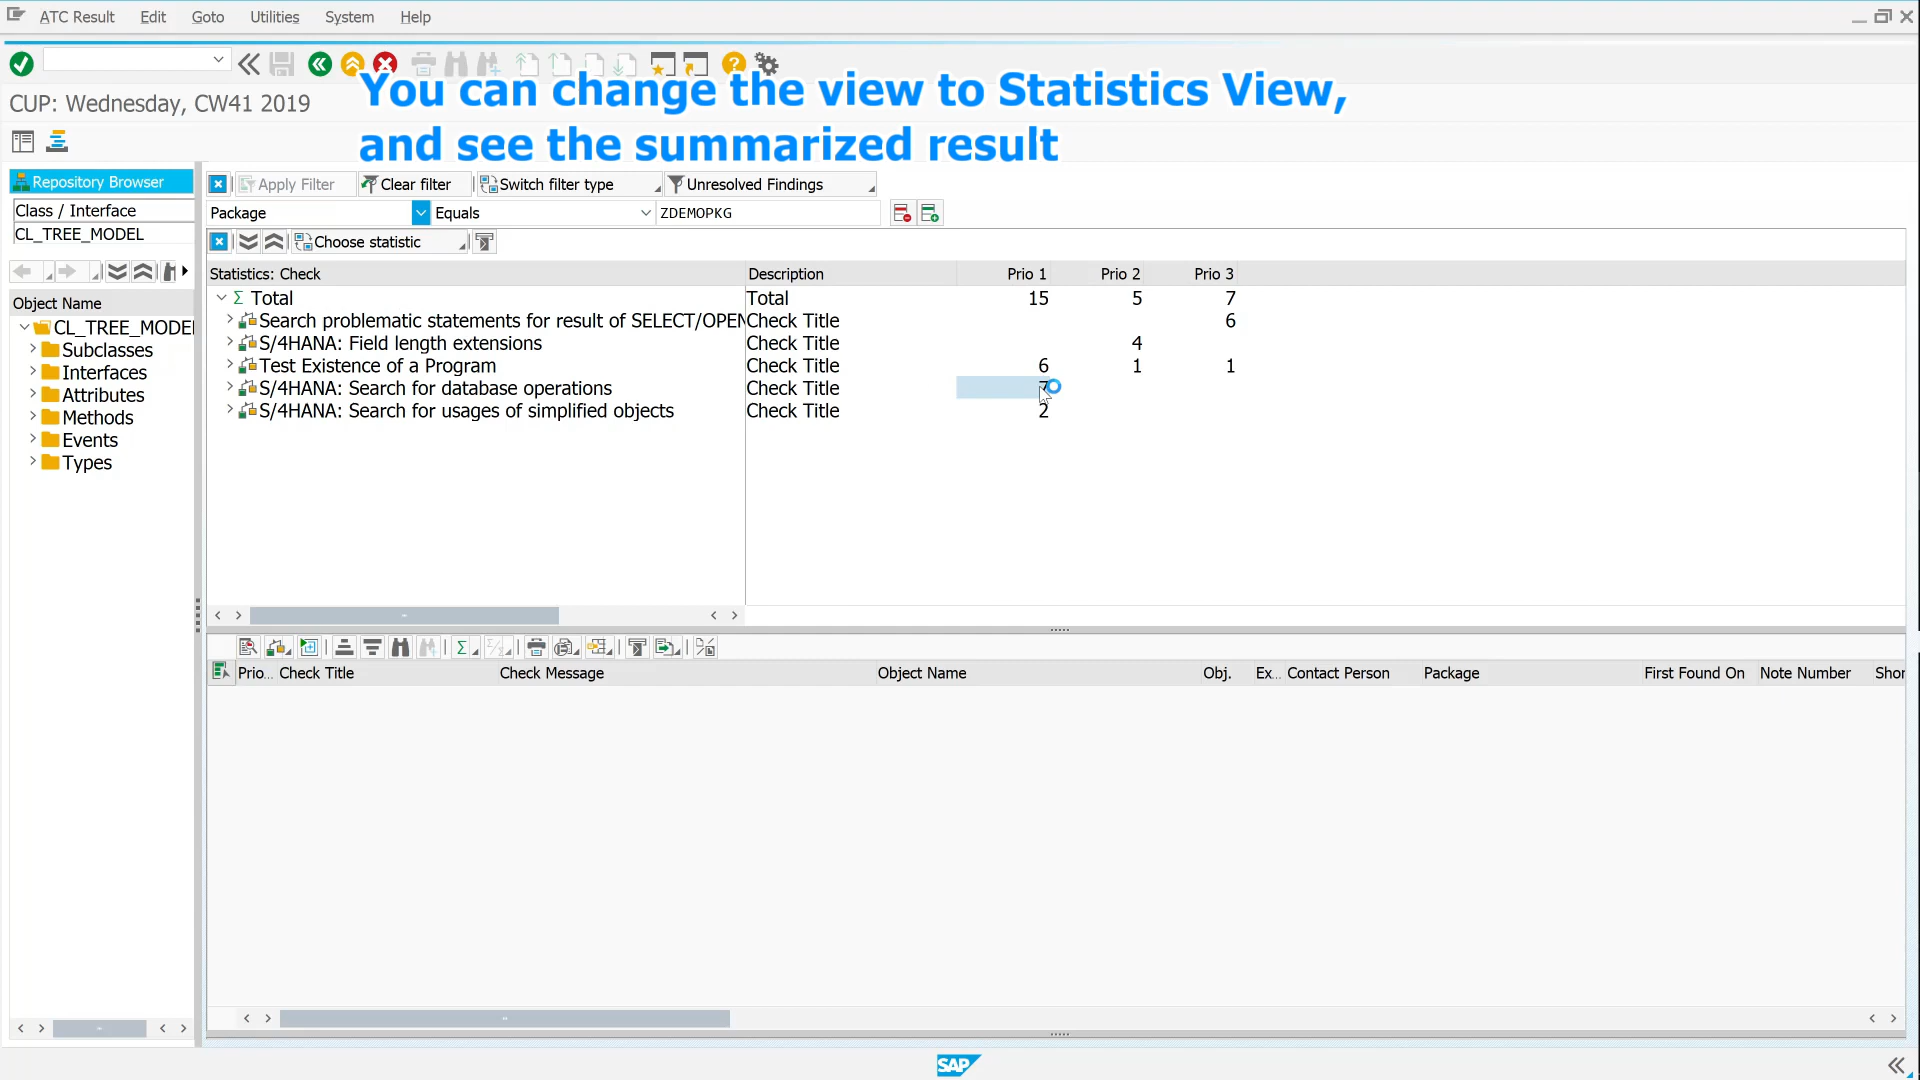 ATC Result Edit Goto Utilities System Help
You can change the view to Statistics View,
CUP: Wednesday, CW41 2019
and see the summarized result
Repository Browser
Class / Interface
CL_TREE_MODEL
Object Name
CL_TREE_MODE
Subclasses
Interfaces
Attributes
Methods
Events
Types
Apply Filter Clear filter Switch filter type Unresolved Findings
Package Equals ZDEMOPKG
Choose statistic
Statistics: Check Description Prio 1 Prio 2 Prio 3
Σ Total Total 15 5 7
Search problematic statements for result of SELECT/OPEN Check Title 6
S/4HANA: Field length extensions Check Title 4
Test Existence of a Program Check Title 6 1 1
S/4HANA: Search for database operations Check Title 7
S/4HANA: Search for usages of simplified objects Check Title 2
Prio... Check Title Check Message Object Name Obj. Ex... Contact Person Package First Found On Note Number Shor
SAP